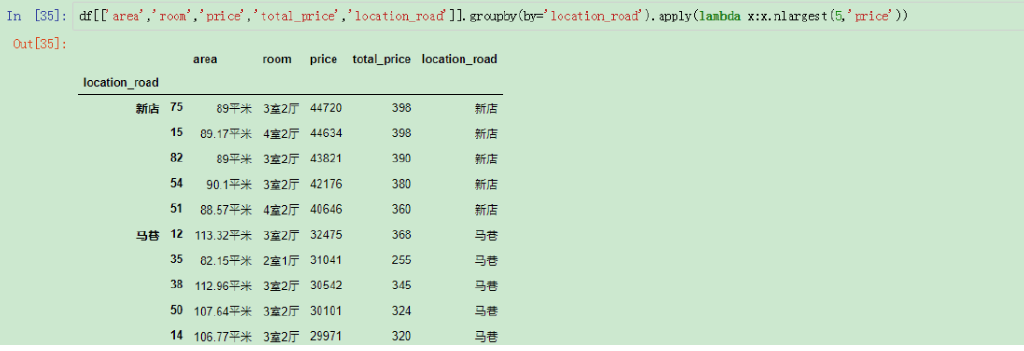 In [35]: df[['area','room','price','total_price','location_road']].groupby(by='location_road').apply(lambda x:x.nlargest(5,'price'))
Out[35]:
area room price total_price location_road
location_road
新店 75 89平米 3室2厅 44720 398 新店
15 89.17平米 4室2厅 44634 398 新店
82 89平米 3室2厅 43821 390 新店
54 90.1平米 3室2厅 42176 380 新店
51 88.57平米 4室2厅 40646 360 新店
马巷 12 113.32平米 3室2厅 32475 368 马巷
35 82.15平米 2室1厅 31041 255 马巷
38 112.96平米 3室2厅 30542 345 马巷
50 107.64平米 3室2厅 30101 324 马巷
14 106.77平米 3室2厅 29971 320 马巷